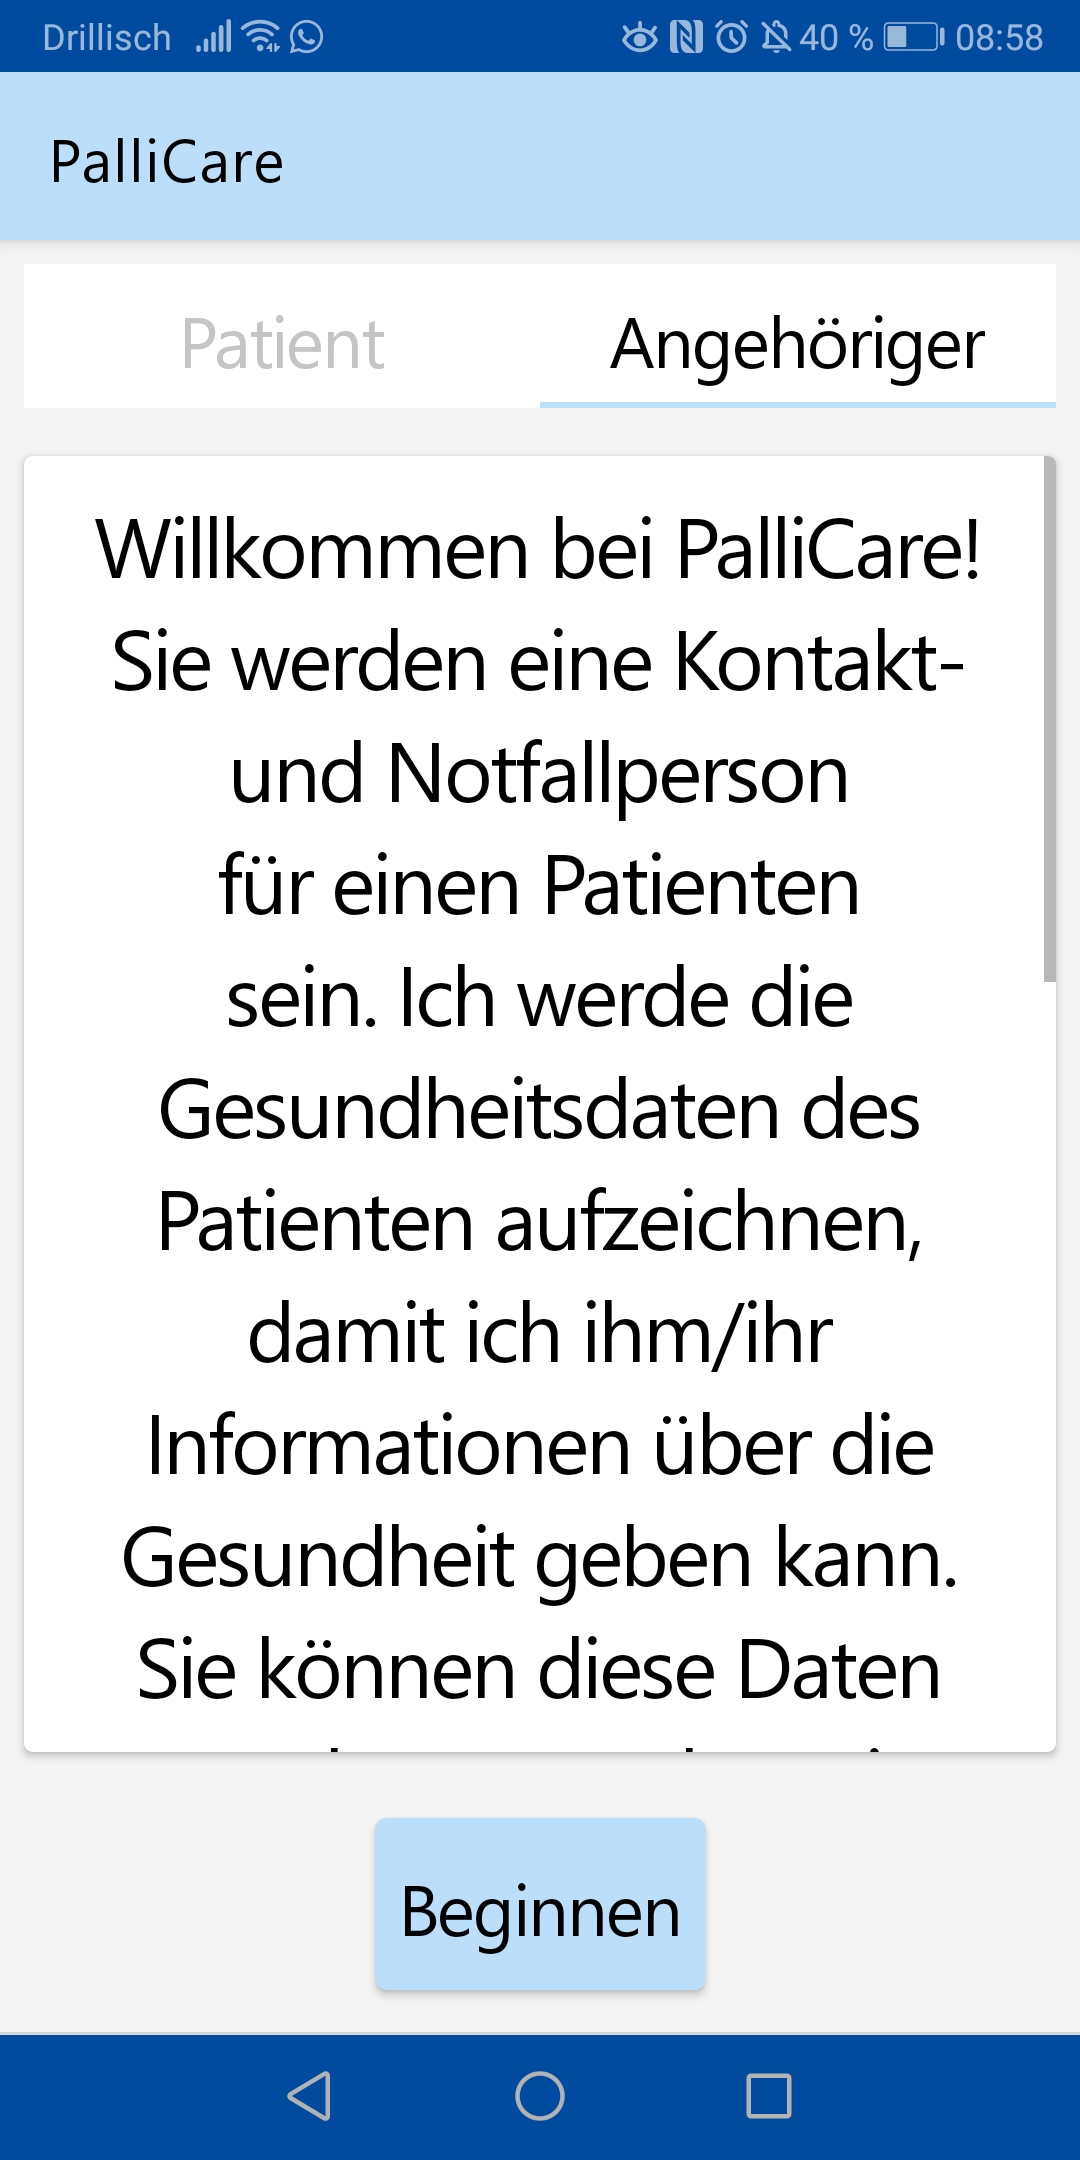 Drillisch 40 % 08:58
PalliCare
Patient Angehöriger
Willkommen bei PalliCare!
Sie werden eine Kontakt-
und Notfallperson
für einen Patienten
sein. Ich werde die
Gesundheitsdaten des
Patienten aufzeichnen,
damit ich ihm/ihr
Informationen über die
Gesundheit geben kann.
Sie können diese Daten
Beginnen